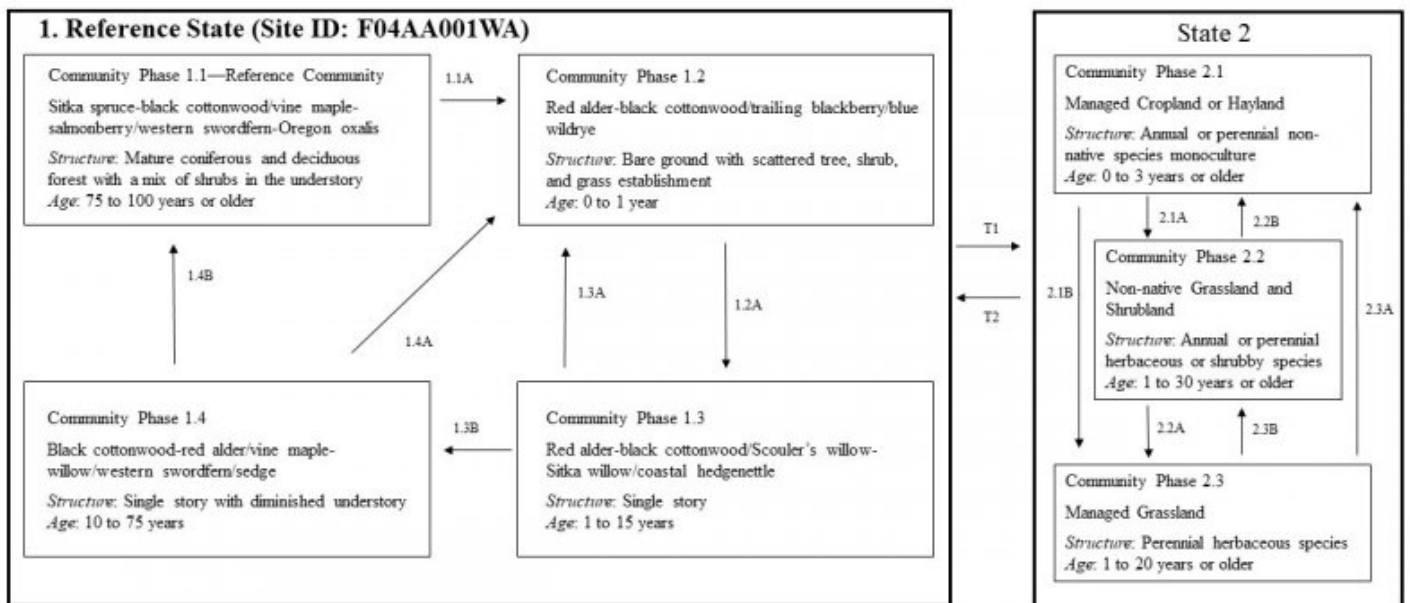 1. Reference State (Site ID: F04AA001WA)
Community Phase 1.1—Reference Community
Sitka spruce-black cottonwood/vine maple-
salmonberry/western swordfern-Oregon oxalis
Structure: Mature coniferous and deciduous
forest with a mix of shrubs in the understory
Age: 75 to 100 years or older
1.1A
Community Phase 1.2
Red alder-black cottonwood/trailing blackberry/blue
wildrye
Structure: Bare ground with scattered tree, shrub,
and grass establishment
Age: 0 to 1 year
1.4B
1.4A
1.3A
1.2A
Community Phase 1.4
Black cottonwood-red alder/vine maple-
willow/western swordfern/sedge
Structure: Single story with diminished understory
Age: 10 to 75 years
1.3B
Community Phase 1.3
Red alder-black cottonwood/Scouler's willow-
Sitka willow/coastal hedgenettle
Structure: Single story
Age: 1 to 15 years
T1
T2
State 2
Community Phase 2.1
Managed Cropland or Hayland
Structure: Annual or perennial non-
native species monoculture
Age: 0 to 3 years or older
2.1A
2.2B
2.1B
Community Phase 2.2
Non-native Grassland and
Shrubland
Structure: Annual or perennial
herbaceous or shrubby species
Age: 1 to 30 years or older
2.3A
2.2A
2.3B
Community Phase 2.3
Managed Grassland
Structure: Perennial herbaceous species
Age: 1 to 20 years or older